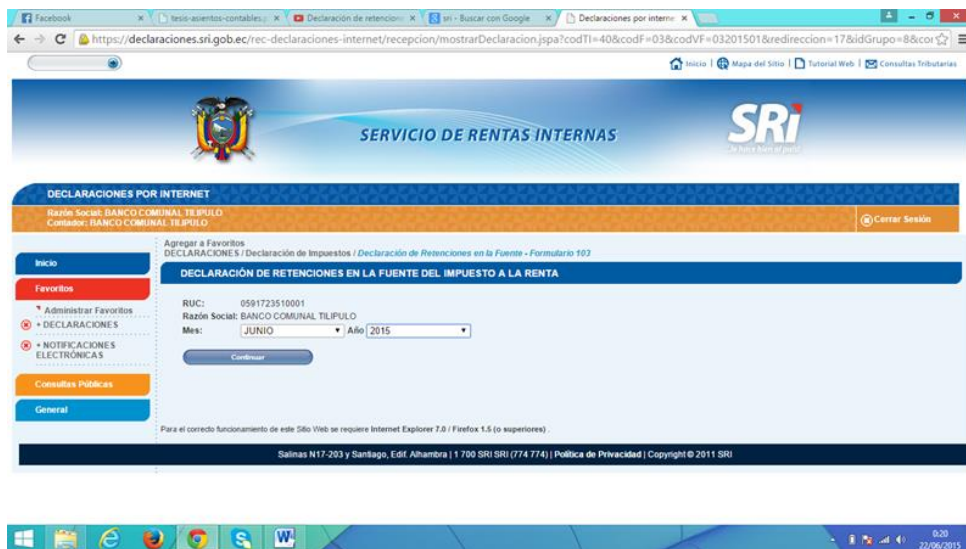 Facebook
tesis-asientos-contables.p
Declaración de retencion
sri - Buscar con Google
Declaraciones por interne
https://declaraciones.sri.gob.ec/rec-declaraciones-internet/recepcion/mostrarDeclaracion.jspa?codTI=40&codF=03&codVF=03201501&redireccion=17&idGrupo=8&cor
Inicio | Mapa del Sitio | Tutorial Web | Consultas Tributarias
SERVICIO DE RENTAS INTERNAS
SRi
...le hace bien al país!
DECLARACIONES POR INTERNET
Razón Social: BANCO COMUNAL TILIPULO
Contador: BANCO COMUNAL TILIPULO
Cerrar Sesión
Agregar a Favoritos
DECLARACIONES / Declaración de Impuestos / Declaración de Retenciones en la Fuente - Formulario 103
Inicio
Favoritos
Administrar Favoritos
+ DECLARACIONES
+ NOTIFICACIONES
ELECTRÓNICAS
Consultas Públicas
General
DECLARACIÓN DE RETENCIONES EN LA FUENTE DEL IMPUESTO A LA RENTA
RUC: 0591723510001
Razón Social: BANCO COMUNAL TILIPULO
Mes: JUNIO Año 2015
Continuar
Para el correcto funcionamiento de este Sitio Web se requiere Internet Explorer 7.0 / Firefox 1.5 (o superiores) .
Salinas N17-203 y Santiago, Edif. Alhambra | 1 700 SRI SRI (774 774) | Política de Privacidad | Copyright © 2011 SRI
0:20
22/06/2015